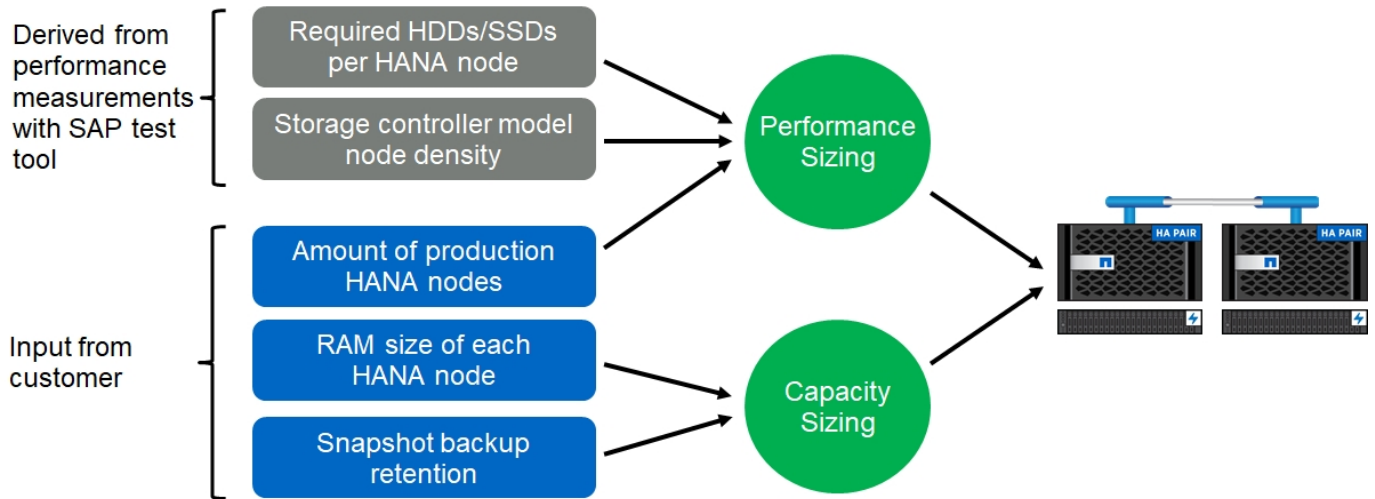 Derived from
performance
measurements
with SAP test
tool
Required HDDs/SSDs
per HANA node
Storage controller model
node density
Performance
Sizing
Input from
customer
Amount of production
HANA nodes
RAM size of each
HANA node
Snapshot backup
retention
Capacity
Sizing
HA PAIR
HA PAIR